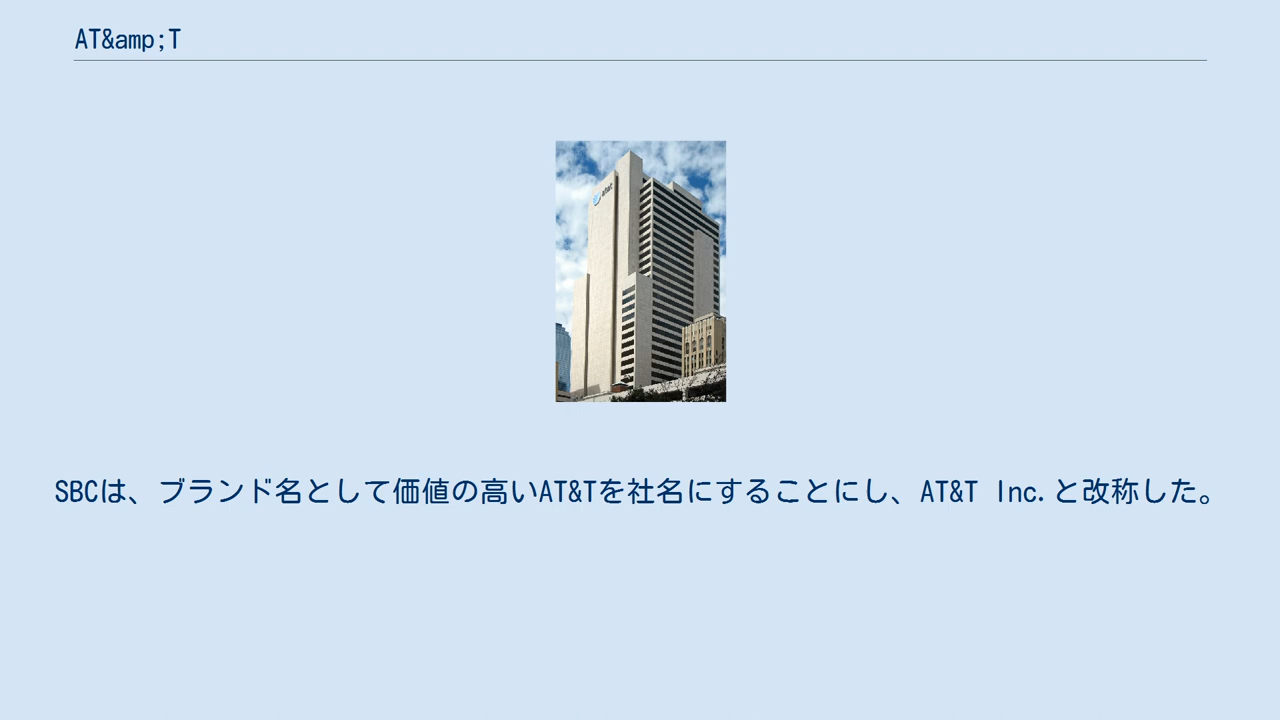 AT&amp;T
at&t
SBCは、ブランド名として価値の高いAT&Tを社名にすることにし、AT&T Inc.と改称した。